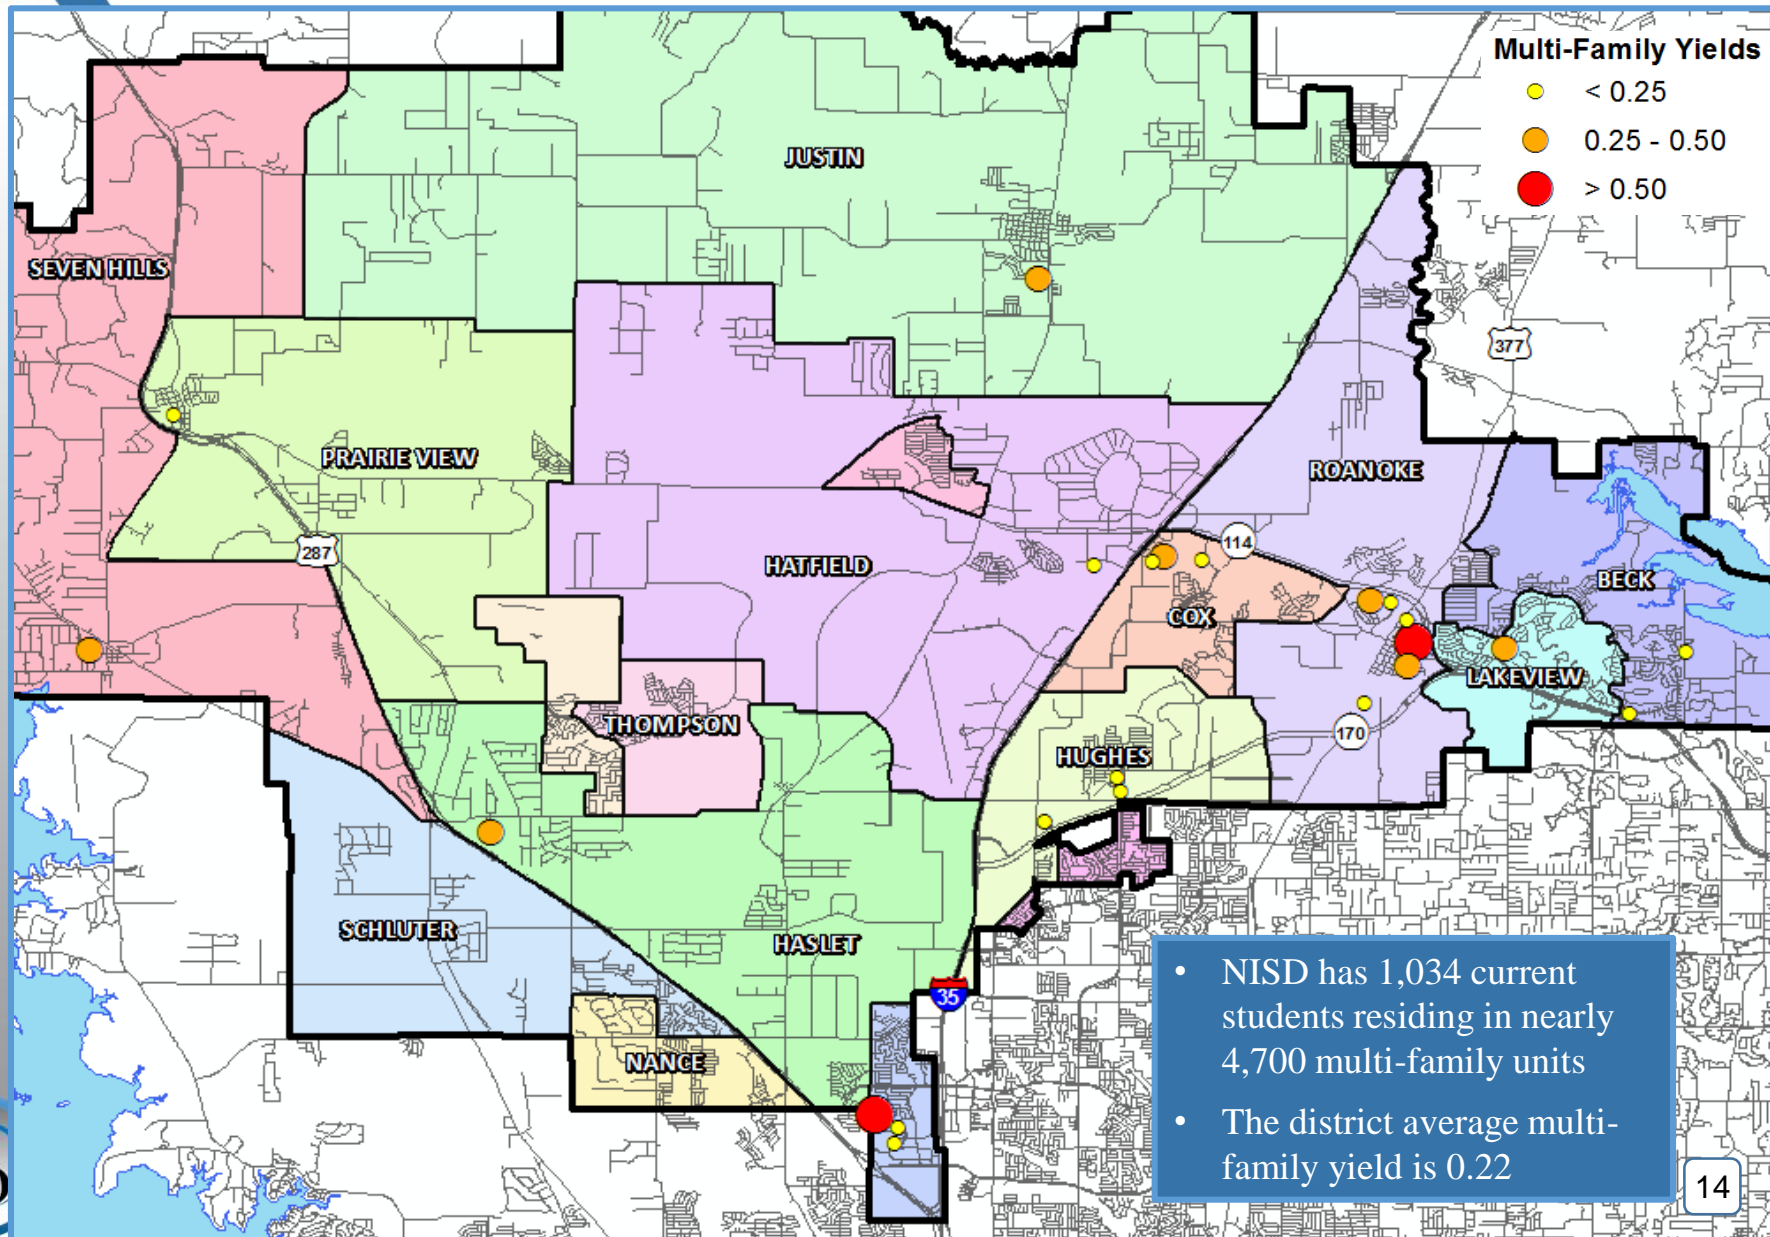 Multi-Family Yields
< 0.25
0.25 - 0.50
> 0.50
JUSTIN
SEVEN HILLS
377
PRAIRIE VIEW
ROANOKE
287
114
HATFIELD
BECK
COX
LAKEVIEW
THOMPSON
170
HUGHES
SCHLUTER
HASLET
35
NANCE
• NISD has 1,034 current
students residing in nearly
4,700 multi-family units
• The district average multi-
family yield is 0.22
14